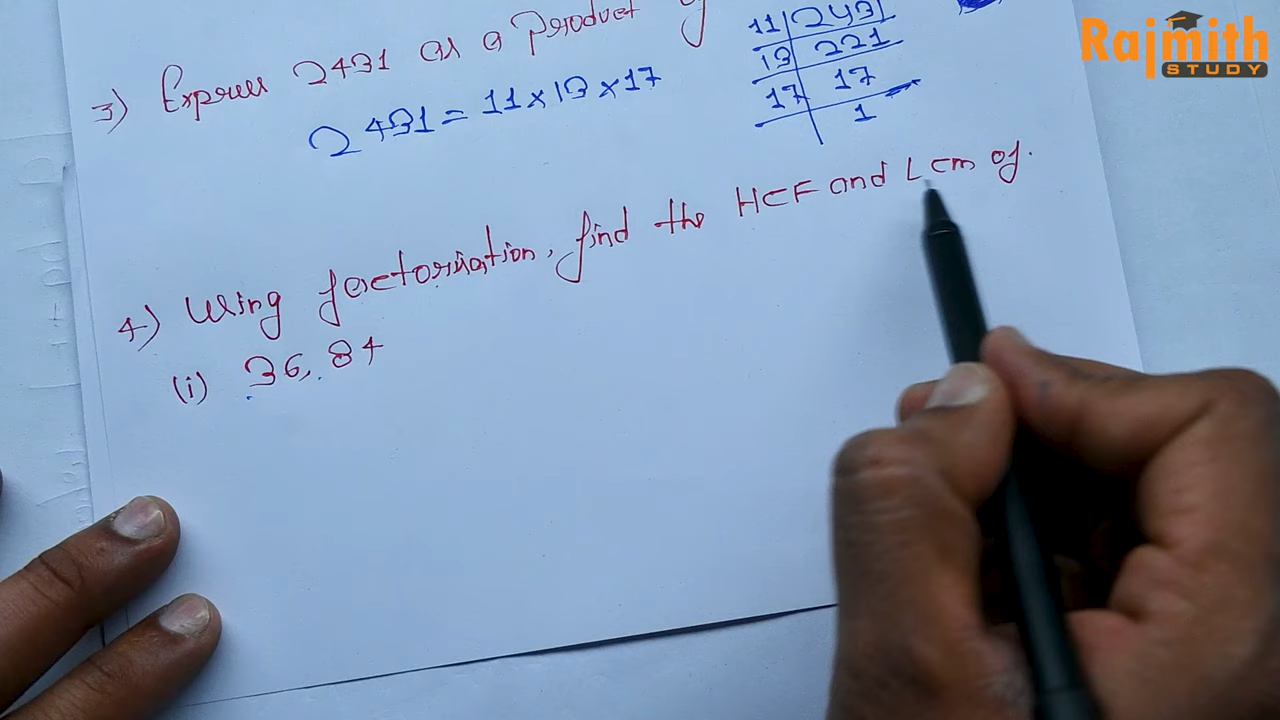 3) Express 2431 as a product
2431 = 11 × 13 × 17
11 | 2431
13 | 221
17 | 17
1
4) Using factorisation, find the HCF and Lcm of.
(i) 36, 84
Rajmith
STUDY